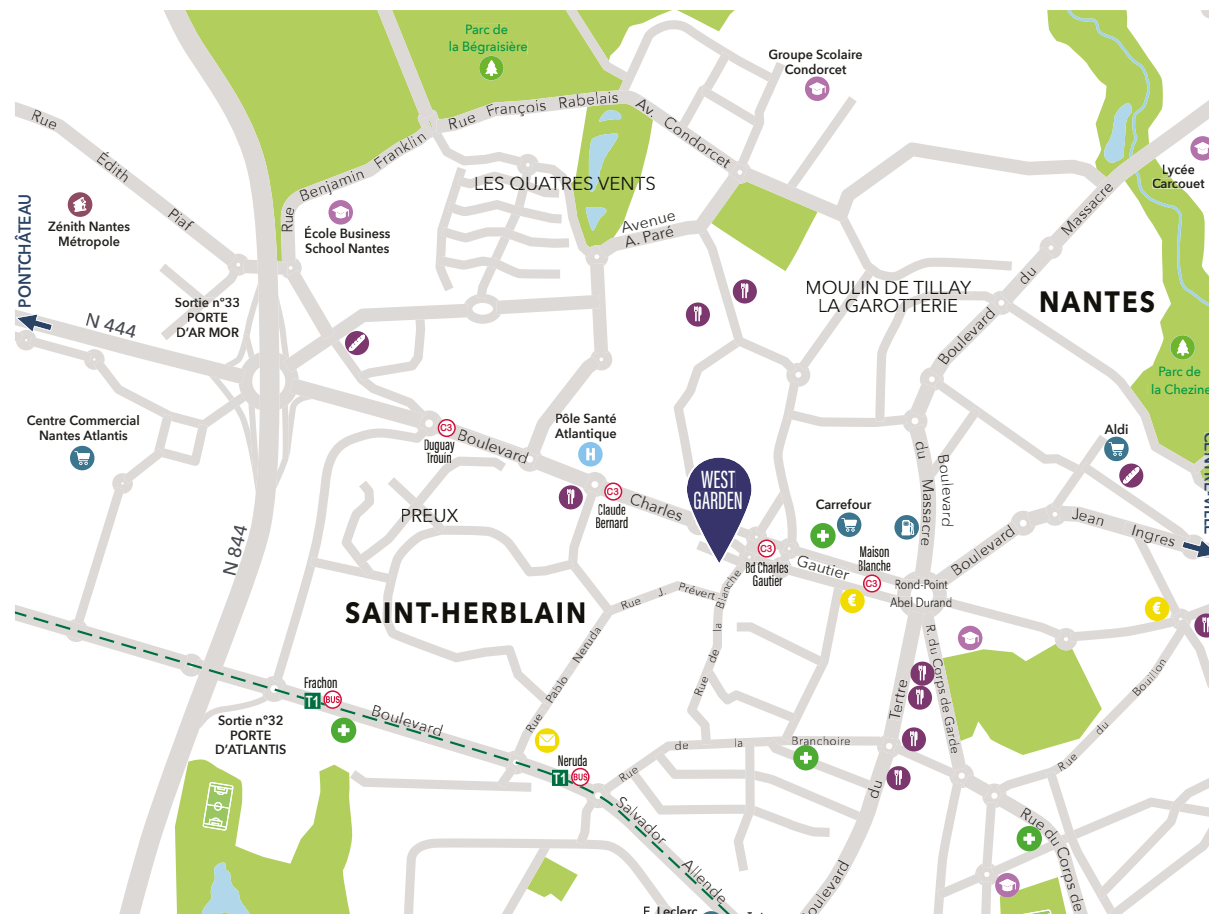 Parc de
la Bégraisière
Groupe Scolaire
Condorcet
Rue François Rabelais
Av. Condorcet
Rue Édith Piaf
Rue Benjamin Franklin
LES QUATRES VENTS
Lycée
Carcouet
Zénith Nantes
Métropole
École Business
School Nantes
Avenue
A. Paré
Boulevard du Massacre
PONTCHÂTEAU
N 444
Sortie n°33
PORTE
D'AR MOR
MOULIN DE TILLAY
LA GAROTTERIE
NANTES
Parc de
la Chezine
Centre Commercial
Nantes Atlantis
C3
Duguay
Trouin
Pôle Santé
Atlantique
H
Aldi
Boulevard Charles Gautier
C3
Claude
Bernard
WEST
GARDEN
Carrefour
Boulevard
du Massacre
Boulevard Jean Ingres
PREUX
N 844
C3
Bd Charles
Gautier
Maison
Blanche
C3
€
Rond-Point
Abel Durand
€
SAINT-HERBLAIN
Rue J. Prévert
Rue de la Blanche
Rue Pablo Neruda
R. du Corps de Garde
Rue du Bouillon
Frachon
T1
BUS
Sortie n°32
PORTE
D'ATLANTIS
Boulevard Salvador Allende
Neruda
T1
BUS
Rue de la Branchoire
Boulevard du Tertre
Rue du Corps de
E. Leclerc